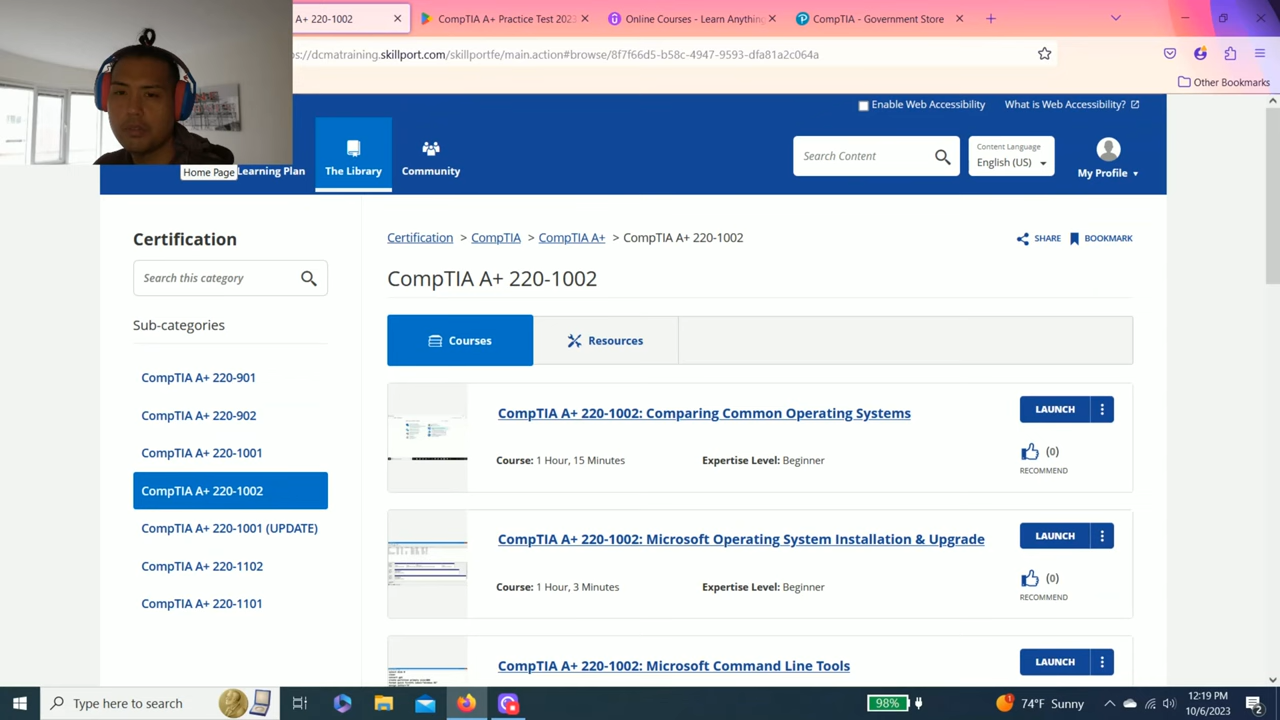 A+ 220-1002
CompTIA A+ Practice Test 2023
Online Courses - Learn Anything
CompTIA - Government Store
s://dcmatraining.skillport.com/skillportfe/main.action#browse/8f7f66d5-b58c-4947-9593-dfa81a2c064a
Other Bookmarks
Enable Web Accessibility
What is Web Accessibility?
Home Page
Learning Plan
The Library
Community
Search Content
Content Language
English (US)
My Profile
Certification
Search this category
Sub-categories
CompTIA A+ 220-901
CompTIA A+ 220-902
CompTIA A+ 220-1001
CompTIA A+ 220-1002
CompTIA A+ 220-1001 (UPDATE)
CompTIA A+ 220-1102
CompTIA A+ 220-1101
Certification > CompTIA > CompTIA A+ > CompTIA A+ 220-1002
SHARE
BOOKMARK
CompTIA A+ 220-1002
Courses
Resources
CompTIA A+ 220-1002: Comparing Common Operating Systems
LAUNCH
Course: 1 Hour, 15 Minutes
Expertise Level: Beginner
(0)
RECOMMEND
CompTIA A+ 220-1002: Microsoft Operating System Installation & Upgrade
LAUNCH
Course: 1 Hour, 3 Minutes
Expertise Level: Beginner
(0)
RECOMMEND
CompTIA A+ 220-1002: Microsoft Command Line Tools
LAUNCH
Type here to search
98%
74°F Sunny
12:19 PM
10/6/2023
2